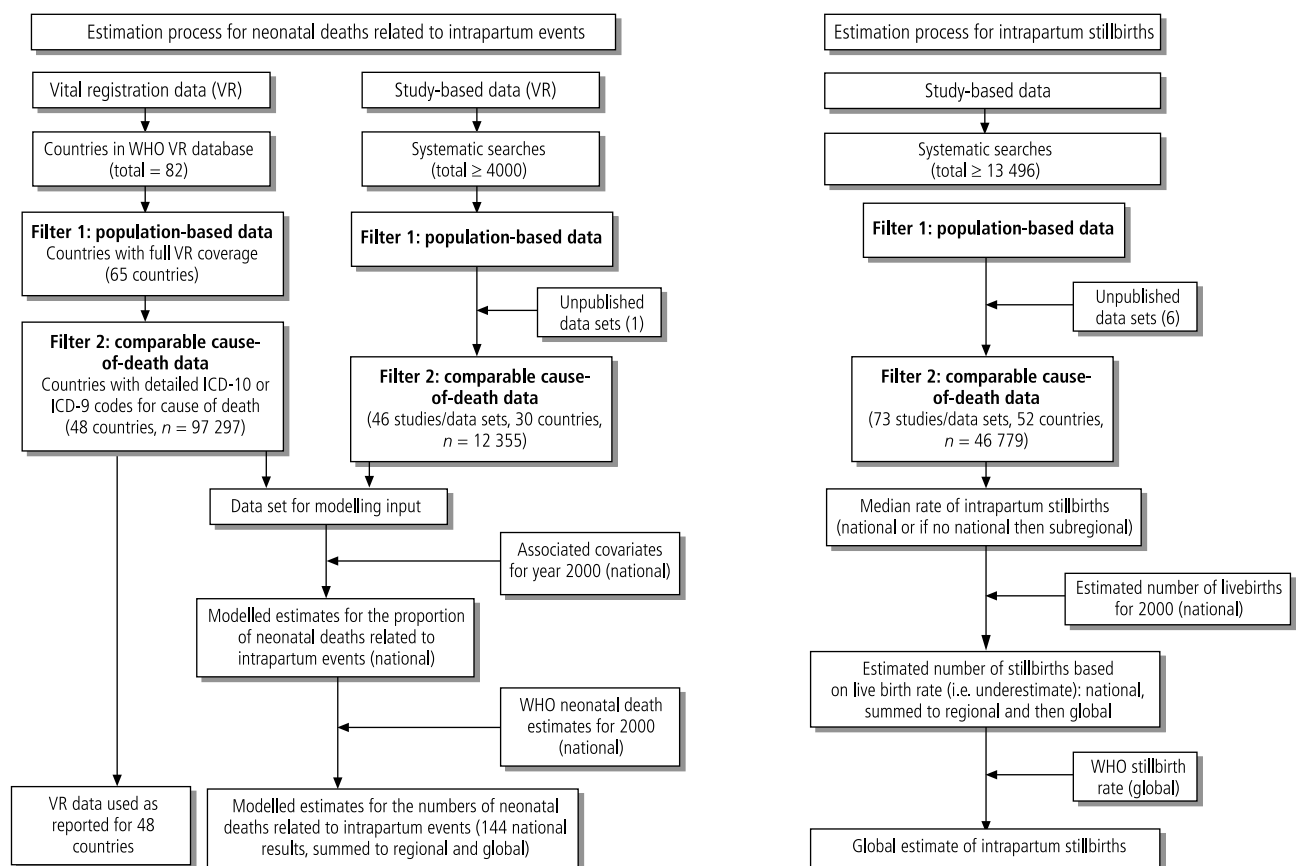 Estimation process for neonatal deaths related to intrapartum events
Vital registration data (VR)
Countries in WHO VR database
(total = 82)
Filter 1: population-based data
Countries with full VR coverage
(65 countries)
Filter 2: comparable cause-
of-death data
Countries with detailed ICD-10 or
ICD-9 codes for cause of death
(48 countries, n = 97 297)
Study-based data (VR)
Systematic searches
(total ≥ 4000)
Filter 1: population-based data
Unpublished
data sets (1)
Filter 2: comparable cause-
of-death data
(46 studies/data sets, 30 countries,
n = 12 355)
Data set for modelling input
Associated covariates
for year 2000 (national)
Modelled estimates for the proportion
of neonatal deaths related to
intrapartum events (national)
WHO neonatal death
estimates for 2000
(national)
VR data used as
reported for 48
countries
Modelled estimates for the numbers of neonatal
deaths related to intrapartum events (144 national
results, summed to regional and global)
Estimation process for intrapartum stillbirths
Study-based data
Systematic searches
(total ≥ 13 496)
Filter 1: population-based data
Unpublished
data sets (6)
Filter 2: comparable cause-
of-death data
(73 studies/data sets, 52 countries,
n = 46 779)
Median rate of intrapartum stillbirths
(national or if no national then subregional)
Estimated number of livebirths
for 2000 (national)
Estimated number of stillbirths based
on live birth rate (i.e. underestimate): national,
summed to regional and then global
WHO stillbirth
rate (global)
Global estimate of intrapartum stillbirths